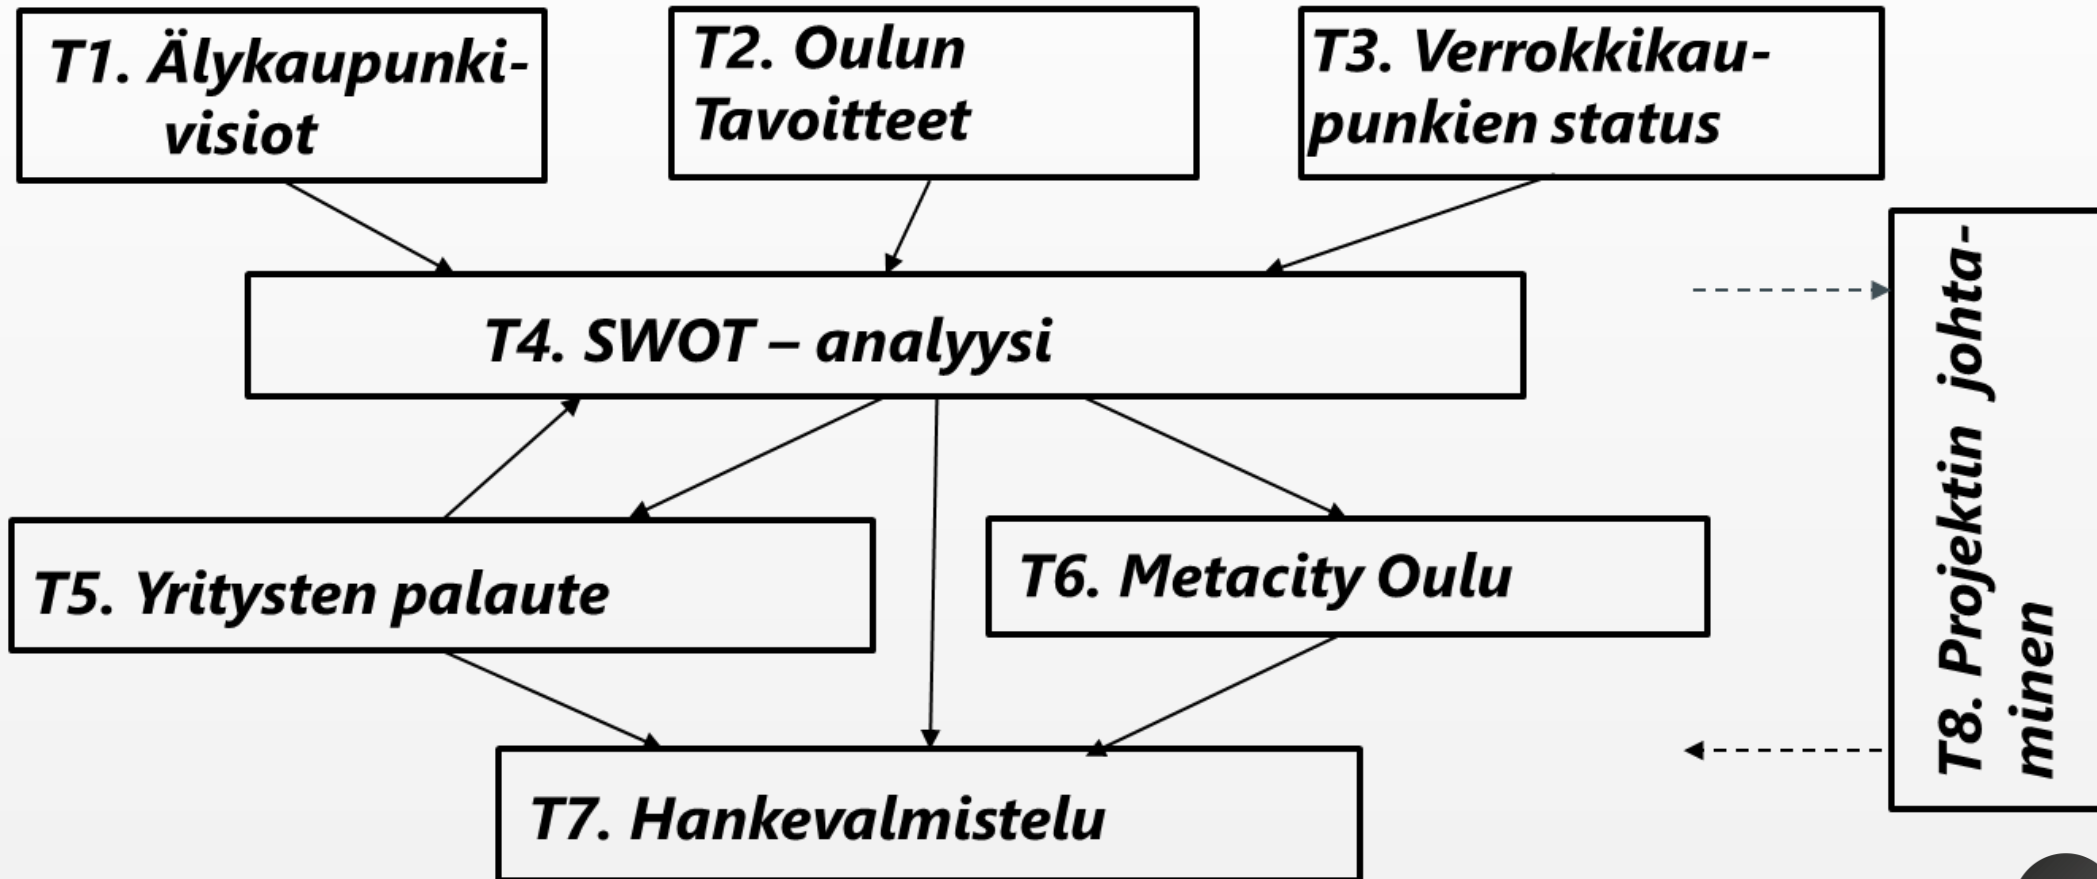 T1. Älykaupunki-
visiot
T2. Oulun
Tavoitteet
T3. Verrokkikau-
punkien status
T4. SWOT – analyysi
T5. Yritysten palaute
T6. Metacity Oulu
T7. Hankevalmistelu
T8. Projektin johta-
minen